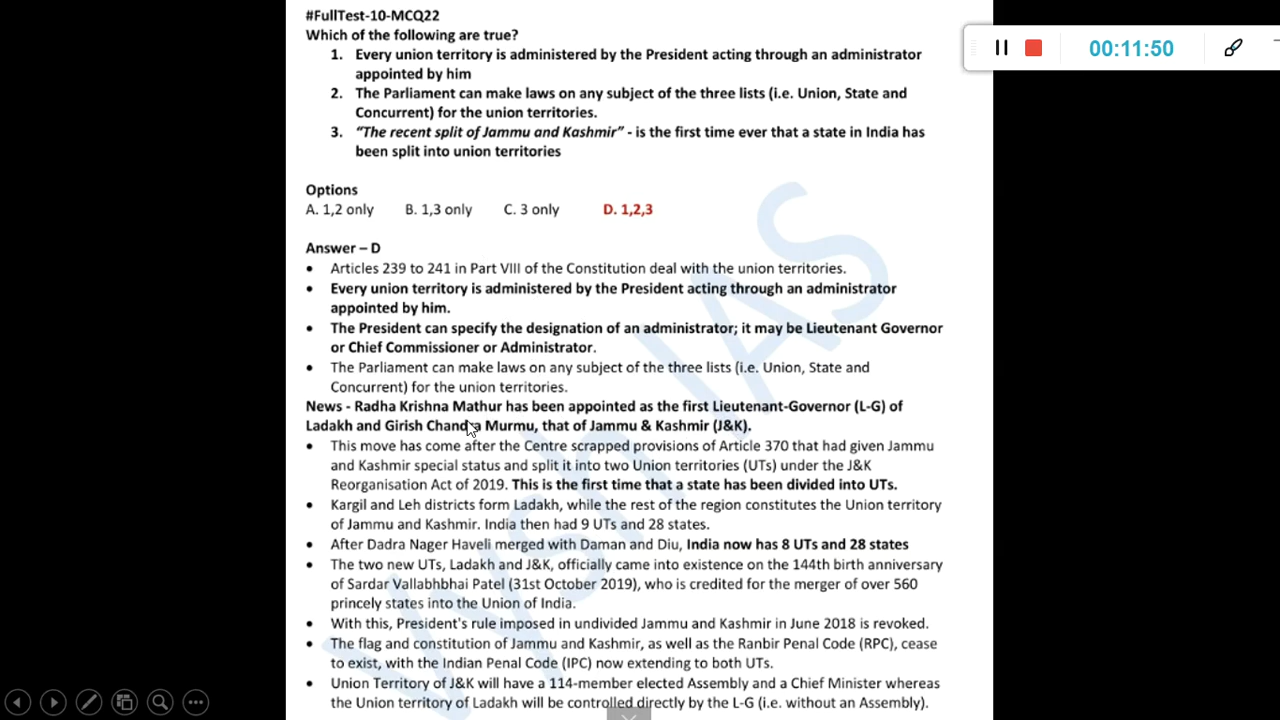 #FullTest-10-MCQ22
Which of the following are true?
1. Every union territory is administered by the President acting through an administrator
appointed by him
2. The Parliament can make laws on any subject of the three lists (i.e. Union, State and
Concurrent) for the union territories.
3. “The recent split of Jammu and Kashmir” - is the first time ever that a state in India has
been split into union territories
00:11:50
Options
A. 1,2 only B. 1,3 only C. 3 only D. 1,2,3
Answer – D
• Articles 239 to 241 in Part VIII of the Constitution deal with the union territories.
• Every union territory is administered by the President acting through an administrator
appointed by him.
• The President can specify the designation of an administrator; it may be Lieutenant Governor
or Chief Commissioner or Administrator.
• The Parliament can make laws on any subject of the three lists (i.e. Union, State and
Concurrent) for the union territories.
News - Radha Krishna Mathur has been appointed as the first Lieutenant-Governor (L-G) of
Ladakh and Girish Chandra Murmu, that of Jammu & Kashmir (J&K).
• This move has come after the Centre scrapped provisions of Article 370 that had given Jammu
and Kashmir special status and split it into two Union territories (UTs) under the J&K
Reorganisation Act of 2019. This is the first time that a state has been divided into UTs.
• Kargil and Leh districts form Ladakh, while the rest of the region constitutes the Union territory
of Jammu and Kashmir. India then had 9 UTs and 28 states.
• After Dadra Nager Haveli merged with Daman and Diu, India now has 8 UTs and 28 states
• The two new UTs, Ladakh and J&K, officially came into existence on the 144th birth anniversary
of Sardar Vallabhbhai Patel (31st October 2019), who is credited for the merger of over 560
princely states into the Union of India.
• With this, President's rule imposed in undivided Jammu and Kashmir in June 2018 is revoked.
• The flag and constitution of Jammu and Kashmir, as well as the Ranbir Penal Code (RPC), cease
to exist, with the Indian Penal Code (IPC) now extending to both UTs.
• Union Territory of J&K will have a 114-member elected Assembly and a Chief Minister whereas
the Union territory of Ladakh will be controlled directly by the L-G (i.e. without an Assembly).